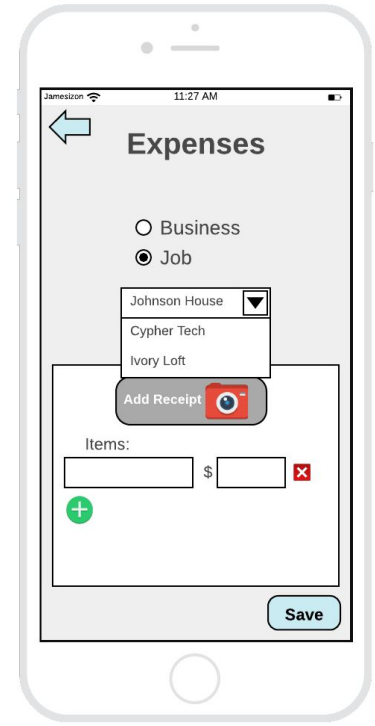 Jamesizon 11:27 AM
Expenses
Business
Job
Johnson House
Cypher Tech
Ivory Loft
Add Receipt
Items:
$
Save